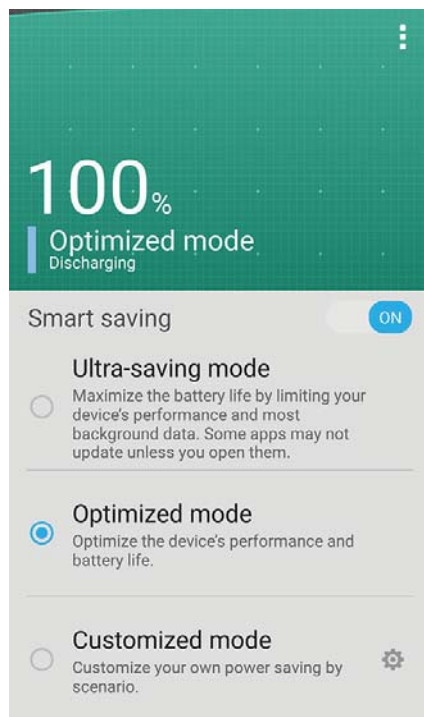 100%
Optimized mode
Discharging
Smart saving
ON
Ultra-saving mode
Maximize the battery life by limiting your
device's performance and most
background data. Some apps may not
update unless you open them.
Optimized mode
Optimize the device's performance and
battery life.
Customized mode
Customize your own power saving by
scenario.